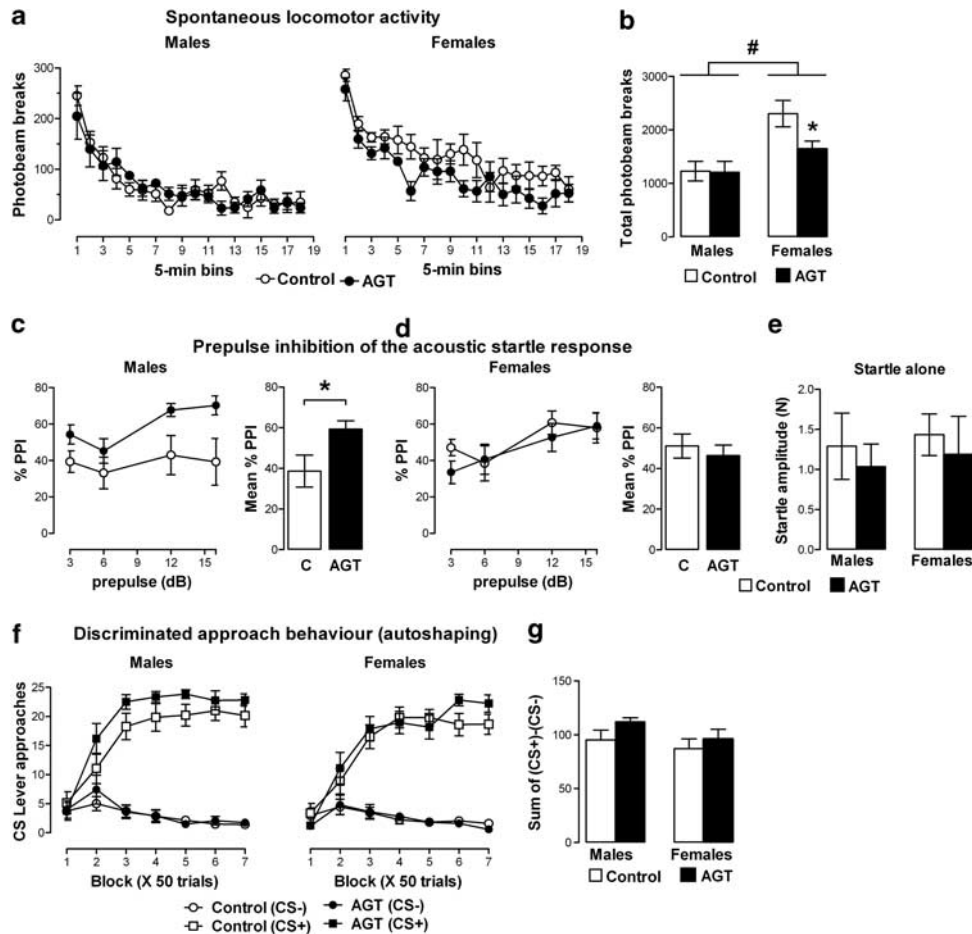 a
Spontaneous locomotor activity
Males
Females
Photobeam breaks
300
200
100
0
1 3 5 7 9 11 13 15 17 19
5-min bins
1 3 5 7 9 11 13 15 17 19
5-min bins
Control AGT
b
#
*
Total photobeam breaks
3000
2000
1000
0
Males Females
Control AGT
c
d
Prepulse inhibition of the acoustic startle response
Males
% PPI
80
60
40
20
0
3 6 12 15
prepulse (dB)
*
Mean % PPI
80
60
40
20
0
C AGT
Females
% PPI
80
60
40
20
0
3 6 12 15
prepulse (dB)
Mean % PPI
80
60
40
20
0
C AGT
e
Startle alone
Startle amplitude (N)
2.0
1.5
1.0
0.5
0.0
Males Females
Control AGT
f
Discriminated approach behaviour (autoshaping)
Males
Females
CS Lever approaches
25
20
15
10
5
0
1 2 3 4 5 6 7
Block (X 50 trials)
1 2 3 4 5 6 7
Block (X 50 trials)
Control (CS-) AGT (CS-)
Control (CS+) AGT (CS+)
g
Sum of (CS+)-(CS-)
150
100
50
0
Males Females
Control AGT